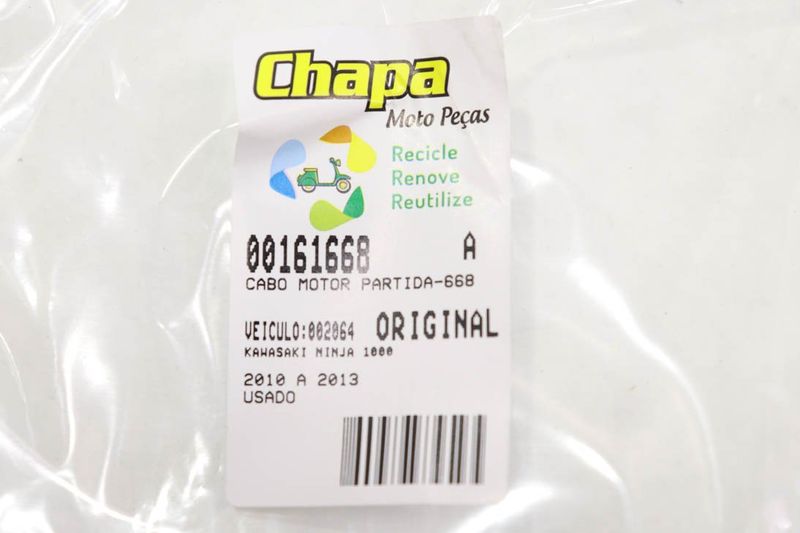 Chapa
Moto Peças
Recicle
Renove
Reutilize
00161668 A
CABO MOTOR PARTIDA-668
VEICULO:002064 ORIGINAL
KAWASAKI NINJA 1000
2010 A 2013
USADO